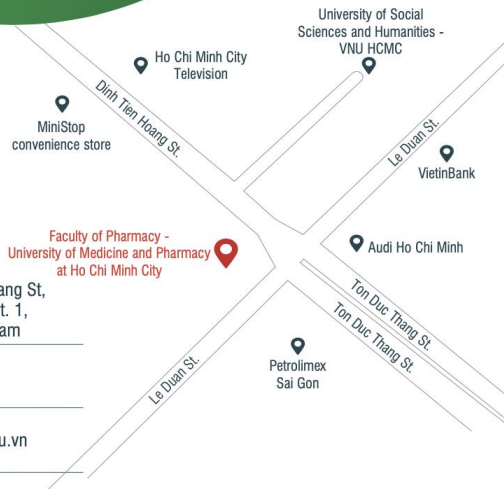 University of Social
Sciences and Humanities -
VNU HCMC
Ho Chi Minh City
Television
Dinh Tien Hoang St.
MiniStop
convenience store
Le Duan St.
VietinBank
Faculty of Pharmacy -
University of Medicine and Pharmacy
at Ho Chi Minh City
Audi Ho Chi Minh
ang St,
t. 1,
am
Ton Duc Thang St.
Ton Duc Thang St.
Le Duan St.
Petrolimex
Sai Gon
u.vn